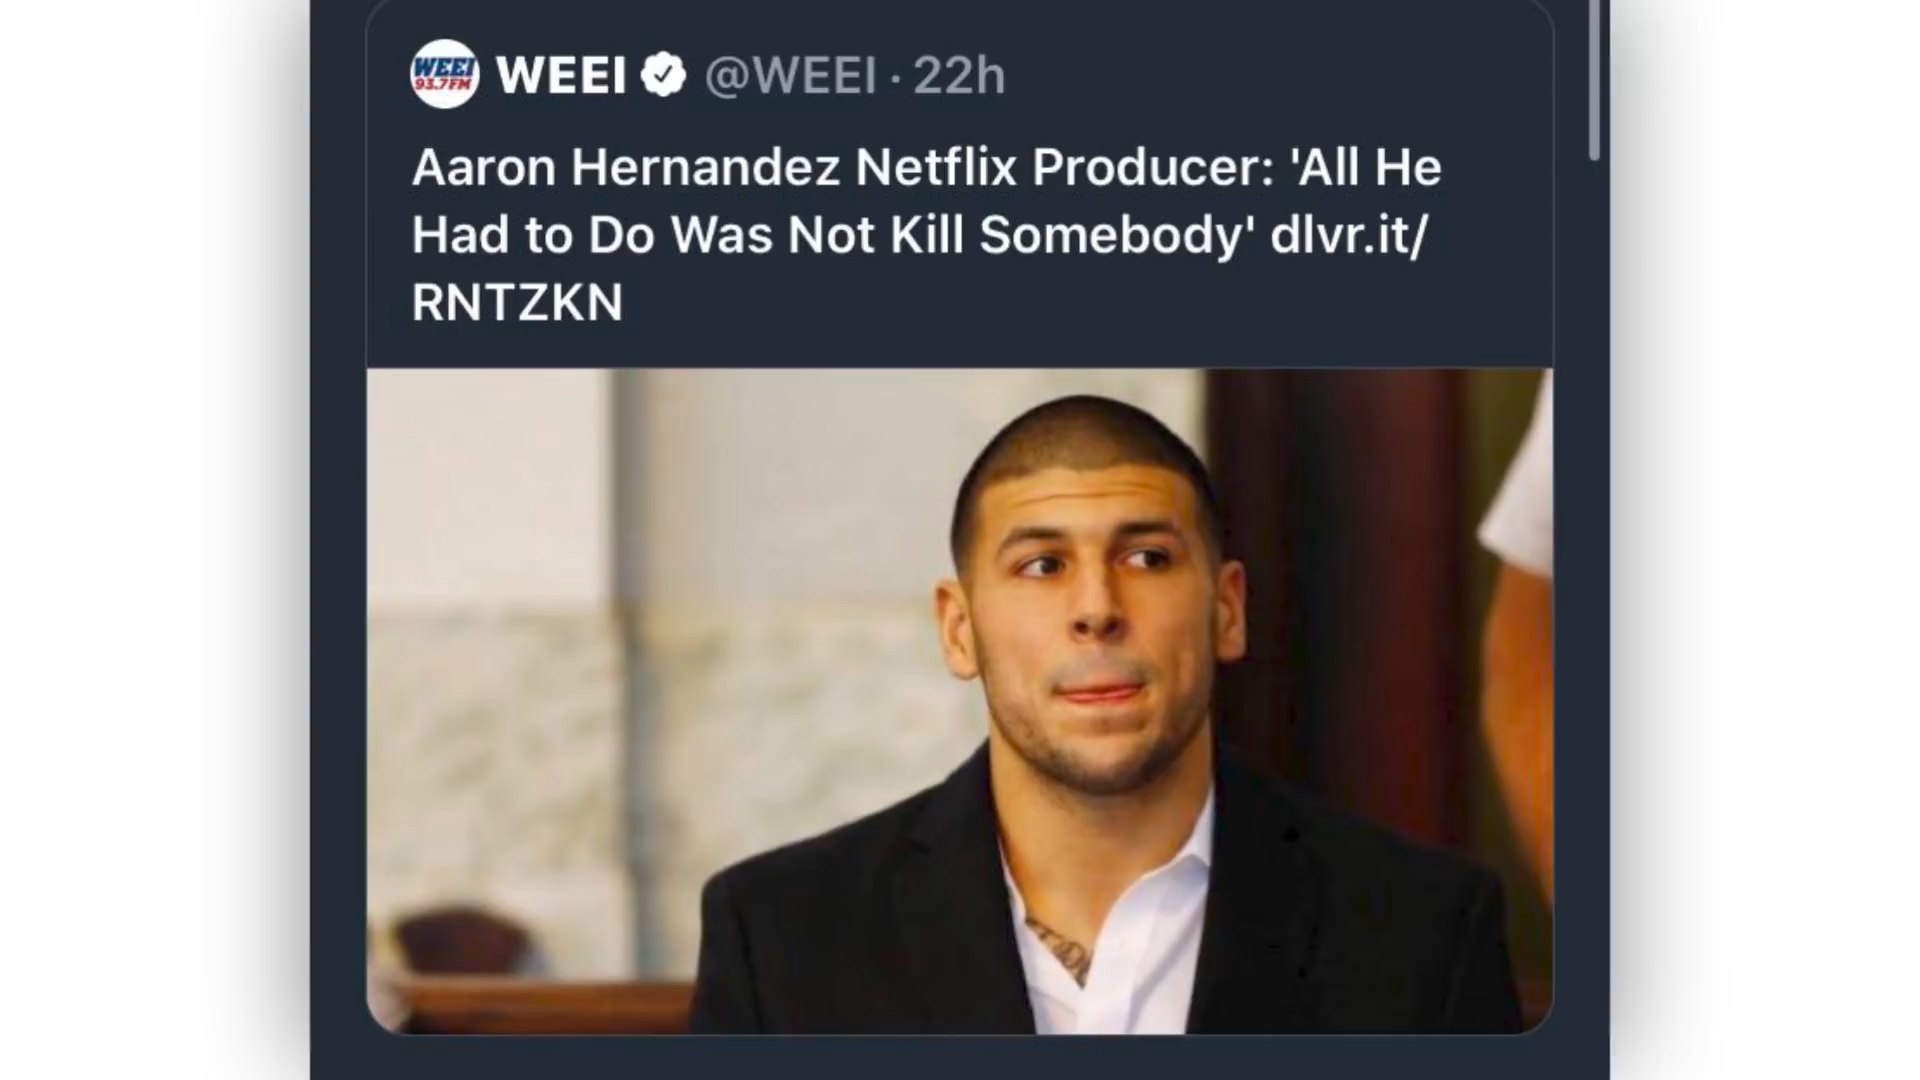 WEEI
93.7FM
WEEI @WEEI · 22h
Aaron Hernandez Netflix Producer: 'All He
Had to Do Was Not Kill Somebody' dlvr.it/
RNTZKN